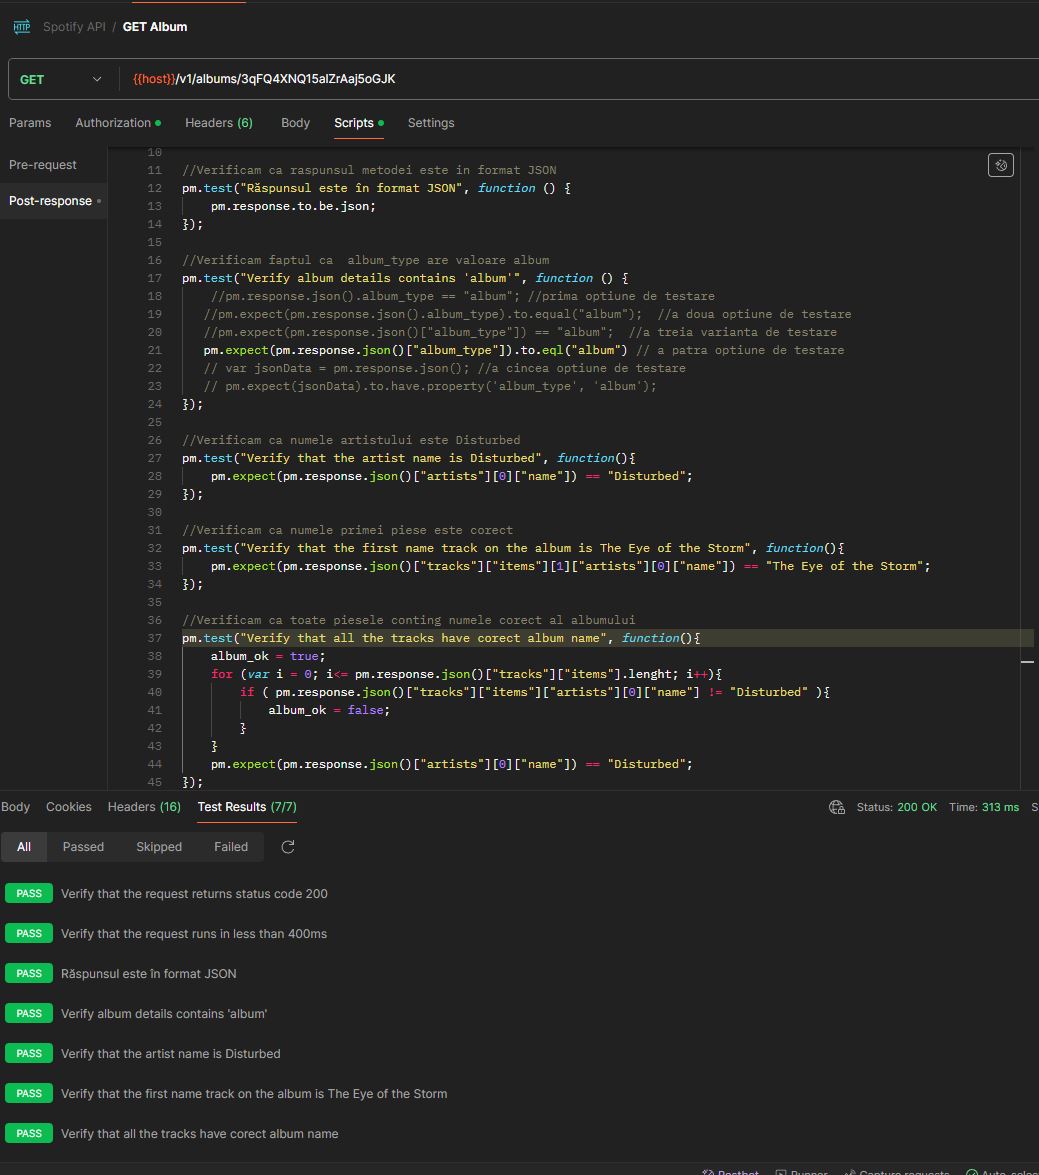 HTTP Spotify API / GET Album
GET {{host}}/v1/albums/3qFQ4XNQ15alZrAaj5oGJK
Params Authorization Headers (6) Body Scripts Settings
Pre-request
Post-response
10
11 //Verificam ca raspunsul metodei este in format JSON
12 pm.test("Răspunsul este în format JSON", function () {
13 pm.response.to.be.json;
14 });
15
16 //Verificam faptul ca  album_type are valoare album
17 pm.test("Verify album details contains 'album'", function () {
18 //pm.response.json().album_type == "album"; //prima optiune de testare
19 //pm.expect(pm.response.json().album_type).to.equal("album");  //a doua optiune de testare
20 //pm.expect(pm.response.json()["album_type"]) == "album";  //a treia varianta de testare
21 pm.expect(pm.response.json()["album_type"]).to.eql("album") // a patra optiune de testare
22 // var jsonData = pm.response.json(); //a cincea optiune de testare
23 // pm.expect(jsonData).to.have.property('album_type', 'album');
24 });
25
26 //Verificam ca numele artistului este Disturbed
27 pm.test("Verify that the artist name is Disturbed", function(){
28 pm.expect(pm.response.json()["artists"][0]["name"]) == "Disturbed";
29 });
30
31 //Verificam ca numele primei piese este corect
32 pm.test("Verify that the first name track on the album is The Eye of the Storm", function(){
33 pm.expect(pm.response.json()["tracks"]["items"][1]["artists"][0]["name"]) == "The Eye of the Storm";
34 });
35
36 //Verificam ca toate piesele conting numele corect al albumului
37 pm.test("Verify that all the tracks have corect album name", function(){
38 album_ok = true;
39 for (var i = 0; i<= pm.response.json()["tracks"]["items"].lenght; i++){
40 if ( pm.response.json()["tracks"]["items"]["artists"][0]["name"] != "Disturbed" ){
41 album_ok = false;
42 }
43 }
44 pm.expect(pm.response.json()["artists"][0]["name"]) == "Disturbed";
45 });
Body Cookies Headers (16) Test Results (7/7) Status: 200 OK Time: 313 ms S
All Passed Skipped Failed
PASS Verify that the request returns status code 200
PASS Verify that the request runs in less than 400ms
PASS Răspunsul este în format JSON
PASS Verify album details contains 'album'
PASS Verify that the artist name is Disturbed
PASS Verify that the first name track on the album is The Eye of the Storm
PASS Verify that all the tracks have corect album name
Postbot Runner Capture requests